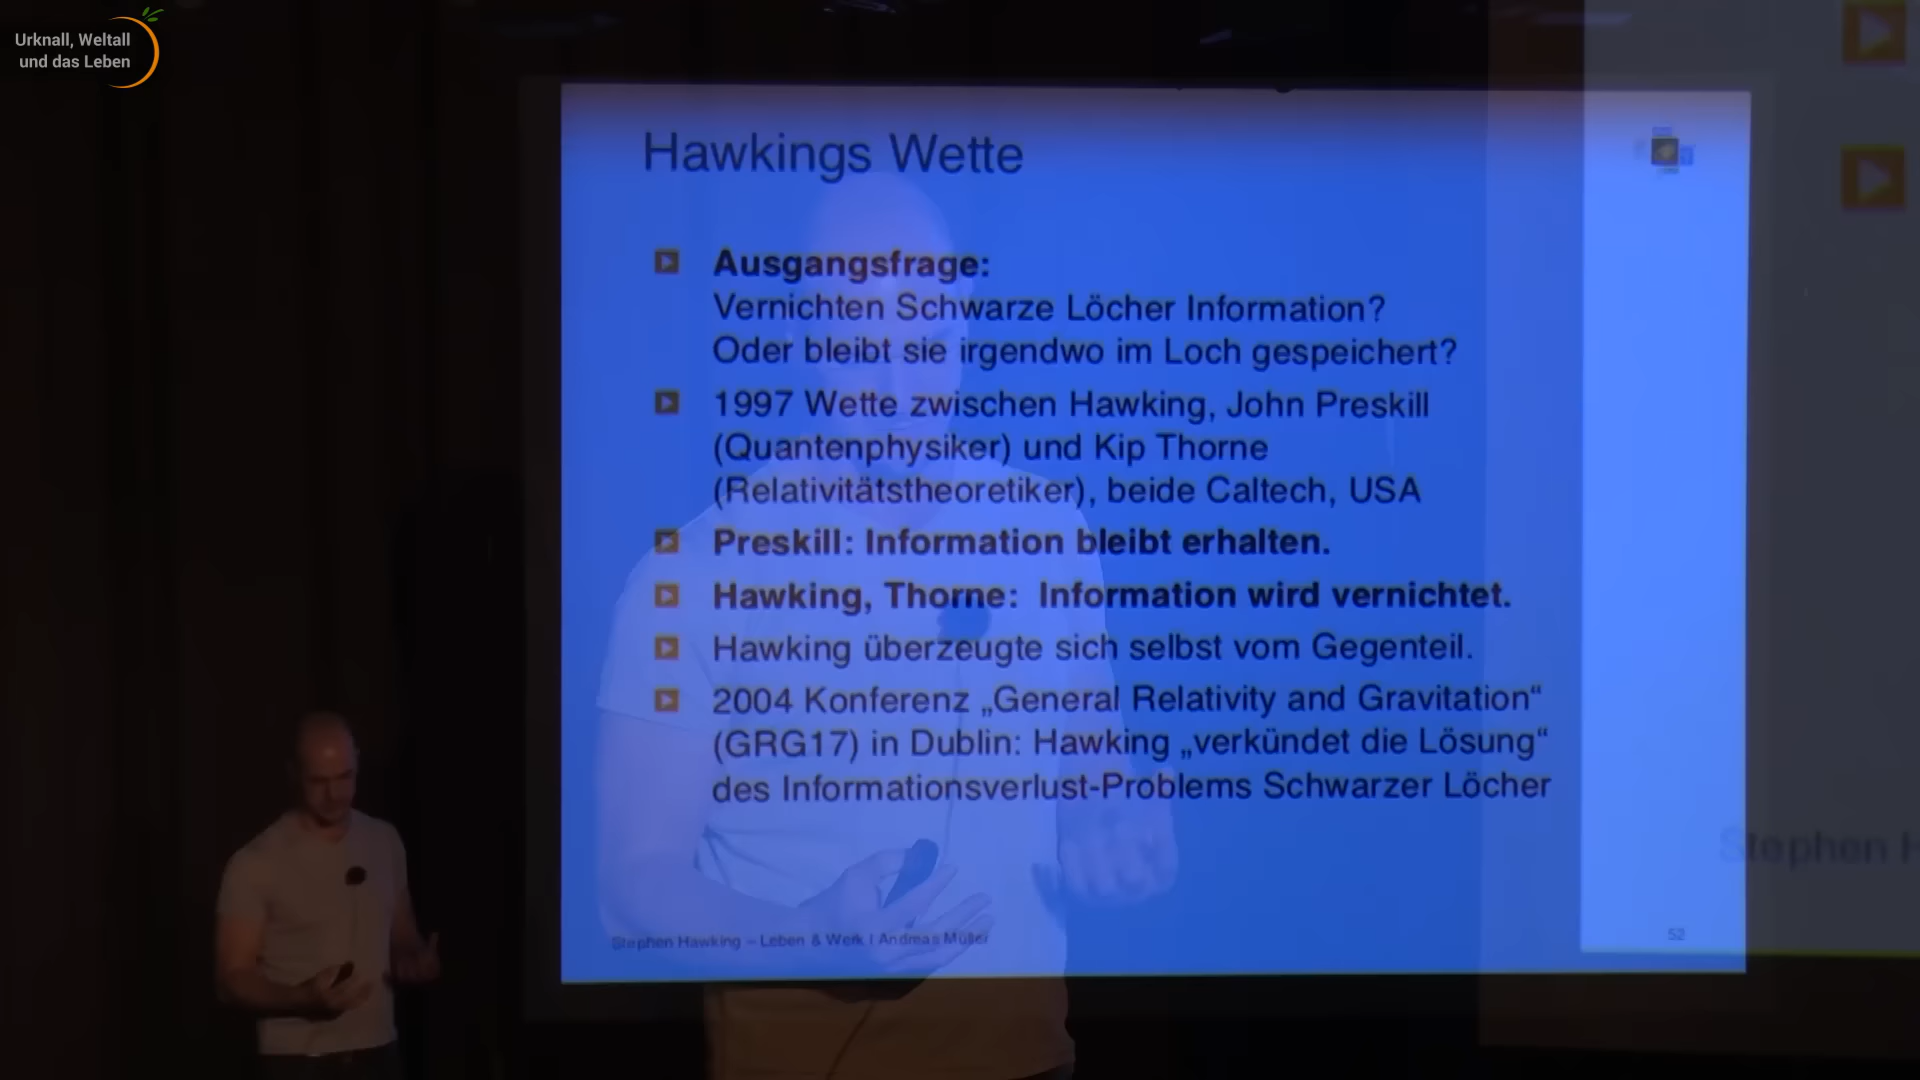 Urknall, Weltall
und das Leben
Hawkings Wette
Ausgangsfrage:
Vernichten Schwarze Löcher Information?
Oder bleibt sie irgendwo im Loch gespeichert?
1997 Wette zwischen Hawking, John Preskill
(Quantenphysiker) und Kip Thorne
(Relativitätstheoretiker), beide Caltech, USA
Preskill: Information bleibt erhalten.
Hawking, Thorne: Information wird vernichtet.
Hawking überzeugte sich selbst vom Gegenteil.
2004 Konferenz „General Relativity and Gravitation“
(GRG17) in Dublin: Hawking „verkündet die Lösung“
des Informationsverlust-Problems Schwarzer Löcher
Stephen H
Stephen Hawking – Leben & Werk | Andreas Müller
52